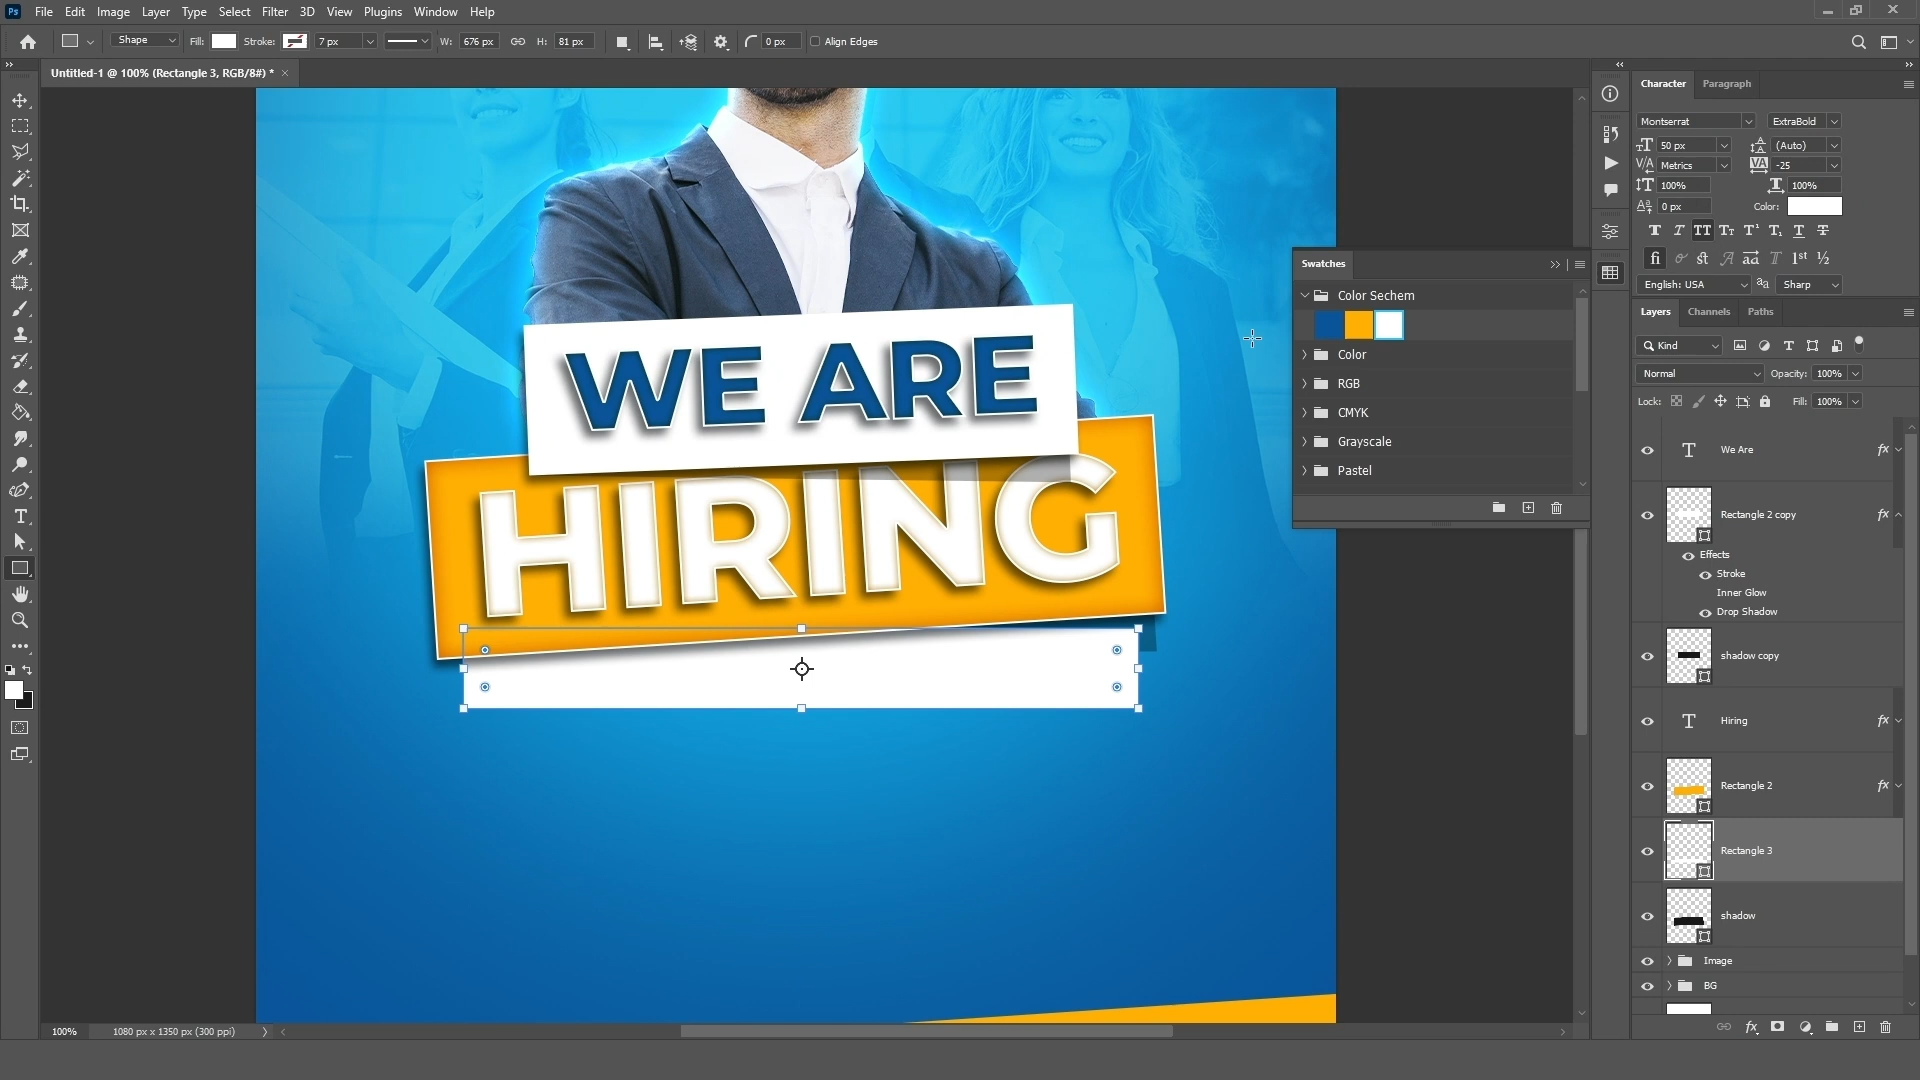 Ps File Edit Image Layer Type Select Filter 3D View Plugins Window Help
Shape Fill: Stroke: 7 px W: 676 px H: 81 px 0 px Align Edges
Untitled-1 @ 100% (Rectangle 3, RGB/8#) * ×
WE ARE
HIRING
Swatches
Color Sechem
Color
RGB
CMYK
Grayscale
Pastel
Character Paragraph
Montserrat ExtraBold
50 px (Auto)
Metrics -25
100% 100%
0 px Color:
English: USA Sharp
Layers Channels Paths
Kind
Normal Opacity: 100%
Lock: Fill: 100%
We Are fx
Rectangle 2 copy fx
Effects
Stroke
Inner Glow
Drop Shadow
shadow copy
Hiring fx
Rectangle 2 fx
Rectangle 3
shadow
Image
BG
100% 1080 px x 1350 px (300 ppi)